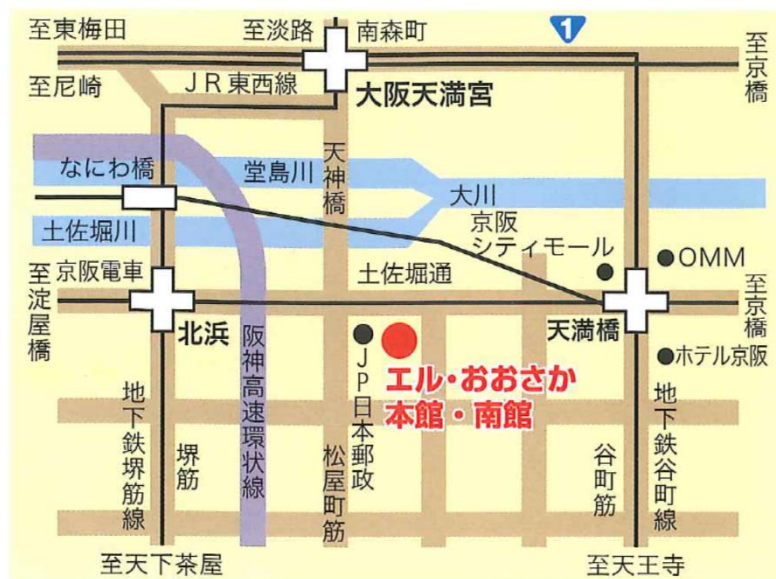 至東梅田
至淡路
南森町
1
至京橋
至尼崎
JR東西線
大阪天満宮
なにわ橋
堂島川
天神橋
大川
土佐堀川
京阪
シティモール
OMM
至淀屋橋
京阪電車
土佐堀通
至京橋
北浜
天満橋
阪神高速環状線
JP日本郵政
エル・おおさか
本館・南館
ホテル京阪
地下鉄堺筋線
堺筋
松屋町筋
谷町筋
地下鉄谷町線
至天下茶屋
至天王寺